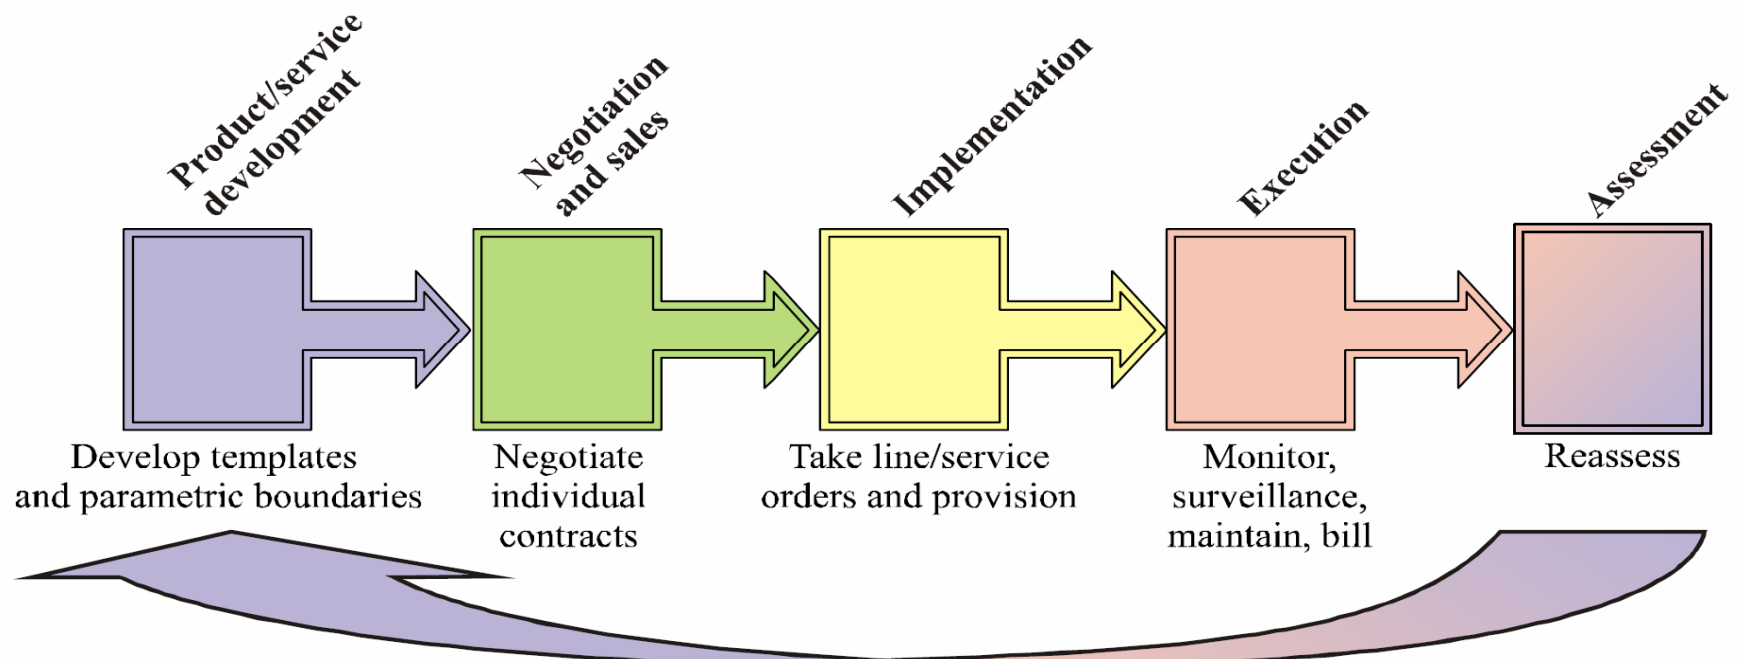 Product/service
development
Negotiation
and sales
Implementation
Execution
Assessment
Develop templates
and parametric boundaries
Negotiate
individual
contracts
Take line/service
orders and provision
Monitor,
surveillance,
maintain, bill
Reassess